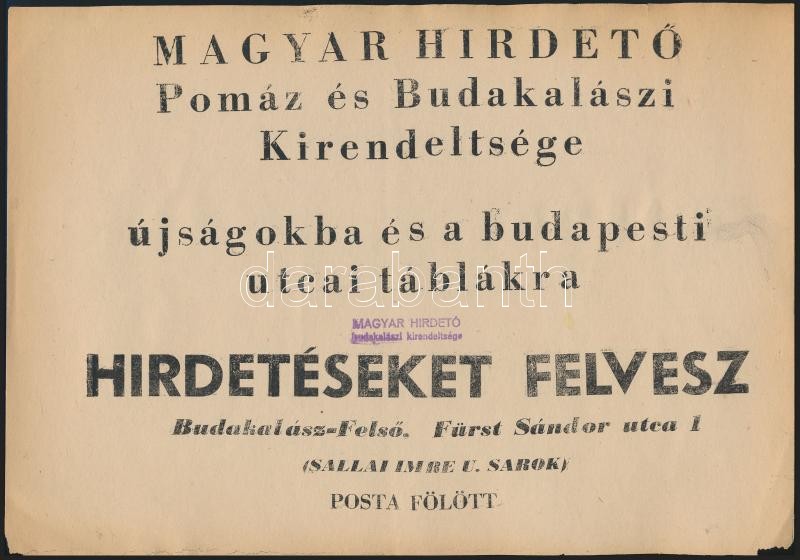 MAGYAR HIRDETŐ
Pomáz és Budakalászi
Kirendeltsége
újságokba és a budapesti
utcai táblákra
darabanth
MAGYAR HIRDETŐ
budakalászi kirendeltsége
HIRDETÉSEKET FELVESZ
Budakalász-Felső. Fürst Sándor utca 1
(SALLAI IMRE U. SAROK)
POSTA FÖLÖTT